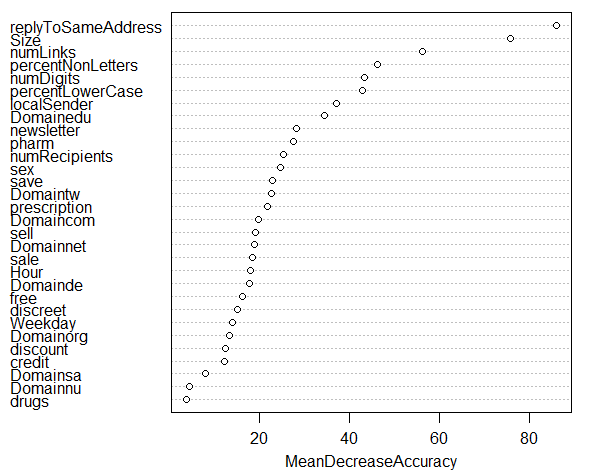 replyToSameAddress
Size
numLinks
percentNonLetters
numDigits
percentLowerCase
localSender
Domainedu
newsletter
pharm
numRecipients
sex
save
Domaintw
prescription
Domaincom
sell
Domainnet
sale
Hour
Domainde
free
discreet
Weekday
Domainorg
discount
credit
Domainsa
Domainnu
drugs
20 40 60 80
MeanDecreaseAccuracy